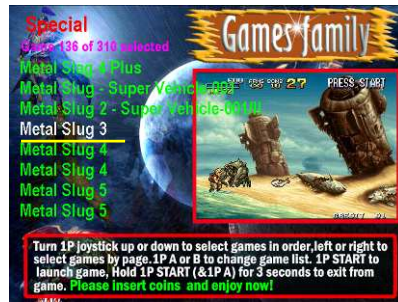 Special
Games family
Game 136 of 310 selected
Metal Slug 4 Plus
Metal Slug - Super Vehicle-001
Metal Slug 2 - Super Vehicle-001/II
Metal Slug 3
Metal Slug 4
Metal Slug 4
Metal Slug 5
Metal Slug 5
27 PRESS START
Turn 1P joystick up or down to select games in order,left or right to
select games by page.1P A or B to change game list. 1P START to
launch game, Hold 1P START (&1P A) for 3 seconds to exit from
game. Please insert coins and enjoy now!